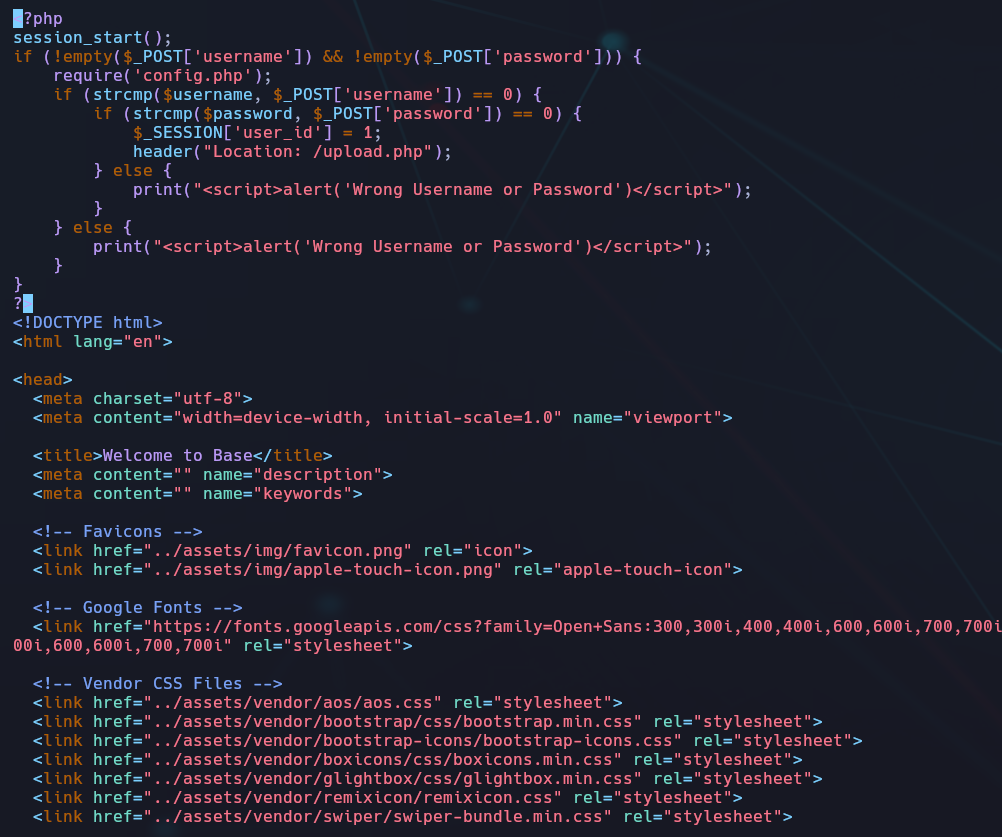 <?php
session_start();
if (!empty($_POST['username']) && !empty($_POST['password'])) {
    require('config.php');
    if (strcmp($username, $_POST['username']) == 0) {
        if (strcmp($password, $_POST['password']) == 0) {
            $_SESSION['user_id'] = 1;
            header("Location: /upload.php");
        } else {
            print("<script>alert('Wrong Username or Password')</script>");
        }
    } else {
        print("<script>alert('Wrong Username or Password')</script>");
    }
}
?>
<!DOCTYPE html>
<html lang="en">

<head>
  <meta charset="utf-8">
  <meta content="width=device-width, initial-scale=1.0" name="viewport">

  <title>Welcome to Base</title>
  <meta content="" name="description">
  <meta content="" name="keywords">

  <!-- Favicons -->
  <link href="../assets/img/favicon.png" rel="icon">
  <link href="../assets/img/apple-touch-icon.png" rel="apple-touch-icon">

  <!-- Google Fonts -->
  <link href="https://fonts.googleapis.com/css?family=Open+Sans:300,300i,400,400i,600,600i,700,700i
00i,600,600i,700,700i" rel="stylesheet">

  <!-- Vendor CSS Files -->
  <link href="../assets/vendor/aos/aos.css" rel="stylesheet">
  <link href="../assets/vendor/bootstrap/css/bootstrap.min.css" rel="stylesheet">
  <link href="../assets/vendor/bootstrap-icons/bootstrap-icons.css" rel="stylesheet">
  <link href="../assets/vendor/boxicons/css/boxicons.min.css" rel="stylesheet">
  <link href="../assets/vendor/glightbox/css/glightbox.min.css" rel="stylesheet">
  <link href="../assets/vendor/remixicon/remixicon.css" rel="stylesheet">
  <link href="../assets/vendor/swiper/swiper-bundle.min.css" rel="stylesheet">